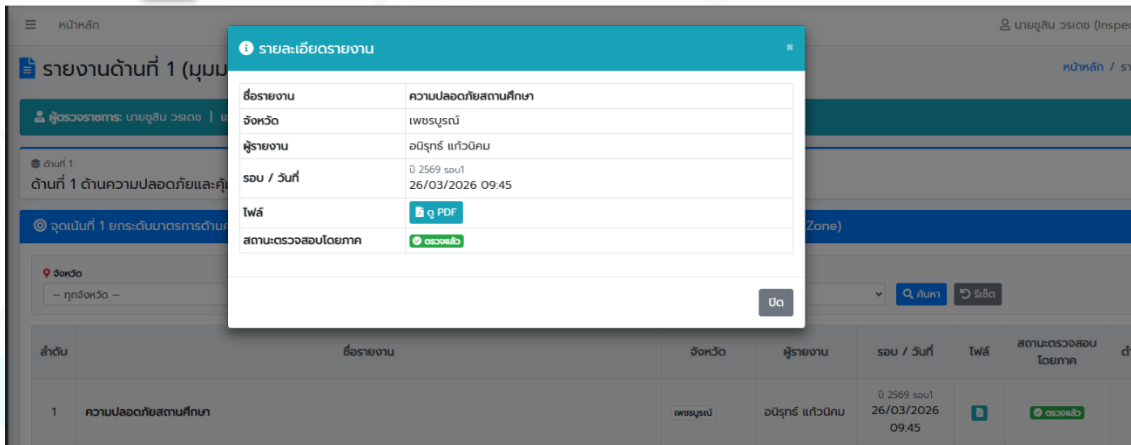 หน้าหลัก
นายชูสิน วรเดช (Inspec
รายงานด้านที่ 1 (มุมม
หน้าหลัก / รา
ผู้ตรวจราชการ: นายชูสิน วรเดช |
ด้านที่ 1
ด้านที่ 1 ด้านความปลอดภัยและคุ้
จุดเน้นที่ 1 ยกระดับมาตรการด้าน
Zone)
รายละเอียดรายงาน
×
ชื่อรายงาน ความปลอดภัยสถานศึกษา
จังหวัด เพชรบูรณ์
ผู้รายงาน อนิรุทธ์ แก้วนิคม
รอบ / วันที่ ปี 2569 รอบ1
26/03/2026 09:45
ไฟล์ ดู PDF
สถานะตรวจสอบโดยภาค ตรวจแล้ว
ปิด
จังหวัด
-- ทุกจังหวัด --
ค้นหา รีเซ็ต
ลำดับ ชื่อรายงาน จังหวัด ผู้รายงาน รอบ / วันที่ ไฟล์ สถานะตรวจสอบ
โดยภาค
1 ความปลอดภัยสถานศึกษา เพชรบูรณ์ อนิรุทธ์ แก้วนิคม ปี 2569 รอบ1
26/03/2026
09:45
ตรวจแล้ว